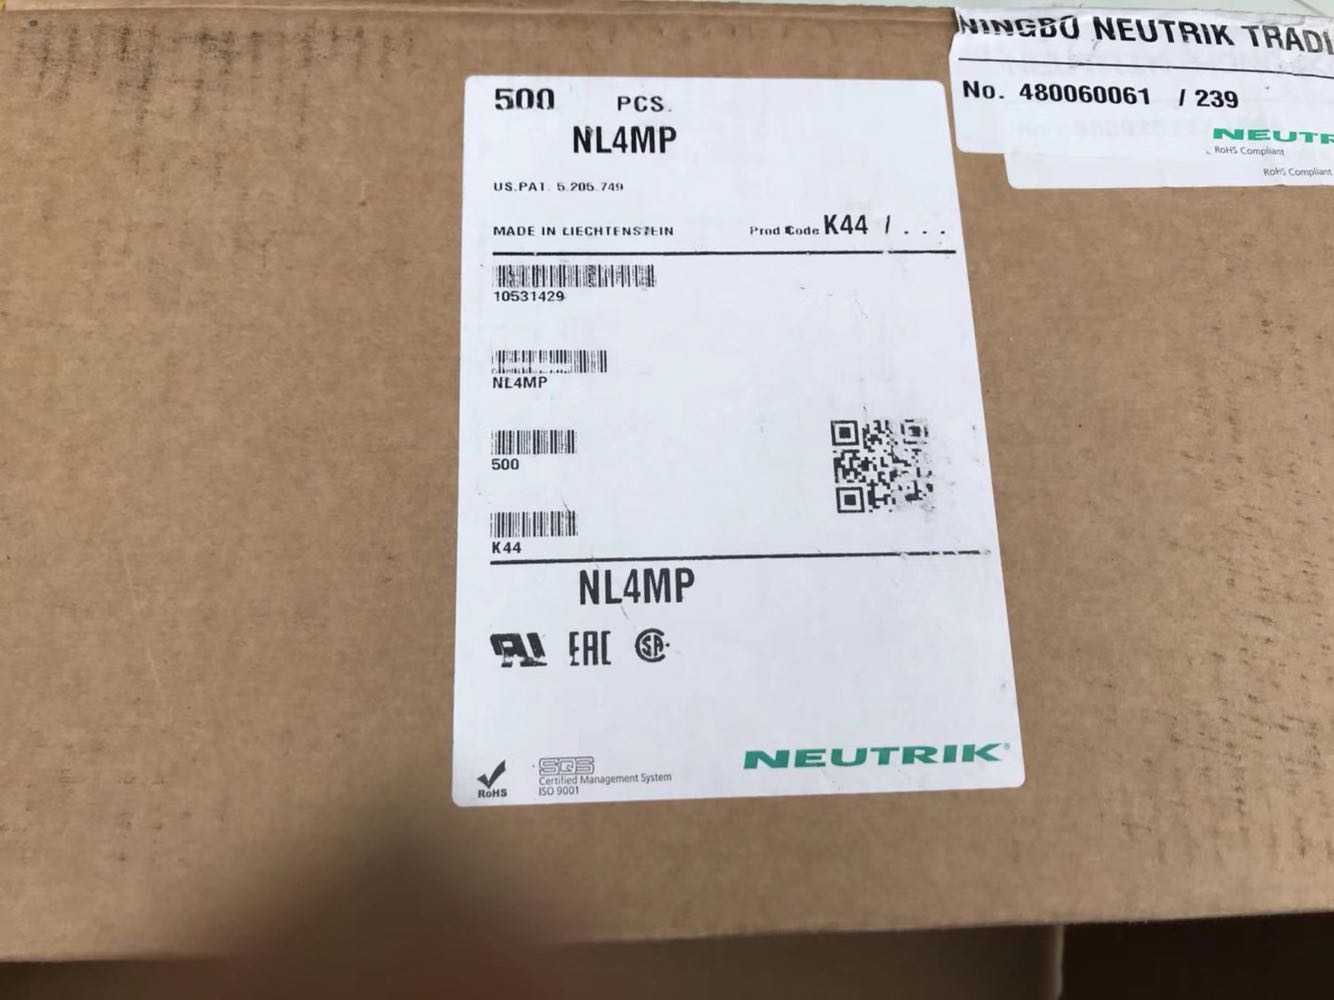 NINGBO NEUTRIK TRADI
No. 480060061 / 239
NEUTR
RoHS Compliant
RoHS Compliant
500 PCS.
NL4MP
US.PAT. 5.205.749
MADE IN LIECHTENSTEIN Prod Code K44 / . . .
10531429
NL4MP
500
K44
NL4MP
EAC SA
NEUTRIK®
RoHS
SQS
Certified Management System
ISO 9001